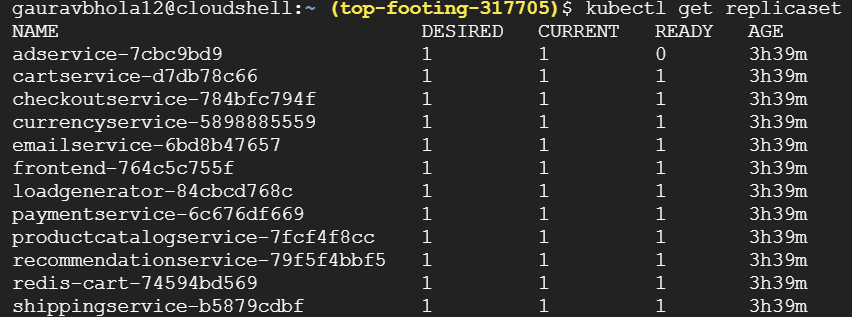 gauravbhola12@cloudshell:~ (top-footing-317705)$ kubectl get replicaset
NAME DESIRED CURRENT READY AGE
adservice-7cbc9bd9 1 1 0 3h39m
cartservice-d7db78c66 1 1 1 3h39m
checkoutservice-784bfc794f 1 1 1 3h39m
currencyservice-5898885559 1 1 1 3h39m
emailservice-6bd8b47657 1 1 1 3h39m
frontend-764c5c755f 1 1 1 3h39m
loadgenerator-84cbcd768c 1 1 1 3h39m
paymentservice-6c676df669 1 1 1 3h39m
productcatalogservice-7fcf4f8cc 1 1 1 3h39m
recommendationservice-79f5f4bbf5 1 1 1 3h39m
redis-cart-74594bd569 1 1 1 3h39m
shippingservice-b5879cdbf 1 1 1 3h39m